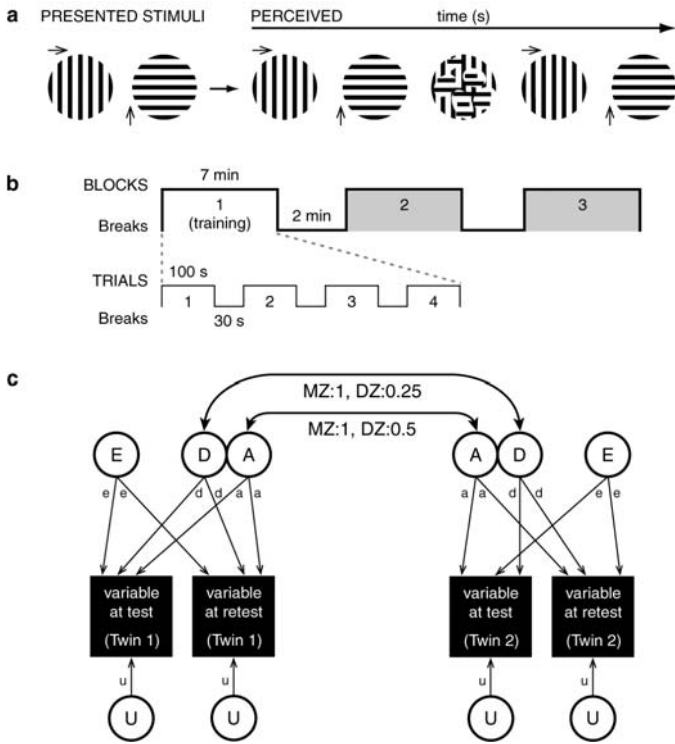 a PRESENTED STIMULI PERCEIVED time (s)
b
BLOCKS 7 min
1 2 3
(training)
Breaks 2 min
TRIALS 100 s
1 2 3 4
Breaks 30 s
c
MZ:1, DZ:0.25
MZ:1, DZ:0.5
E D A A D E
e e d d a a a a d d e e
variable variable variable variable
at test at retest at test at retest
(Twin 1) (Twin 1) (Twin 2) (Twin 2)
u u u u
U U U U